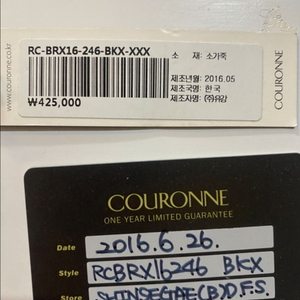 RC-BRX16-246-BKX-XXX
소 재: 소가죽
제조년월: 2016.05
제조국명: 한국
제조자명: (주)유감
₩425,000
www.couronne.co.kr
COURONNE
COURONNE
ONE YEAR LIMITED GUARANTEE
Date 2016.6.26.
Style RCBRX16246 BKX
Store SHINSEGAE(B)D.F.S.